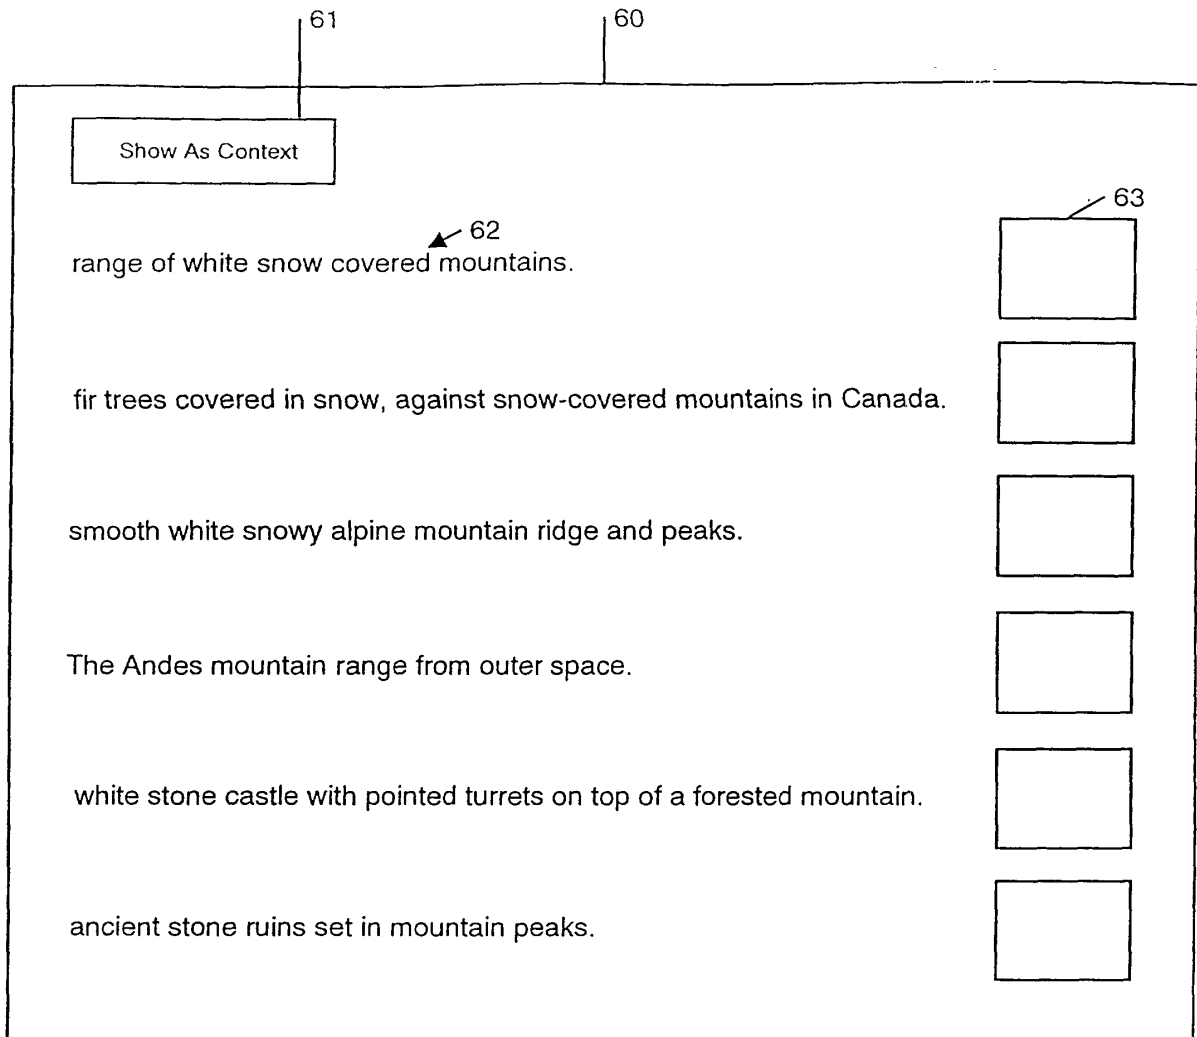 61
60
Show As Context
63
62
range of white snow covered mountains.
fir trees covered in snow, against snow-covered mountains in Canada.
smooth white snowy alpine mountain ridge and peaks.
The Andes mountain range from outer space.
white stone castle with pointed turrets on top of a forested mountain.
ancient stone ruins set in mountain peaks.